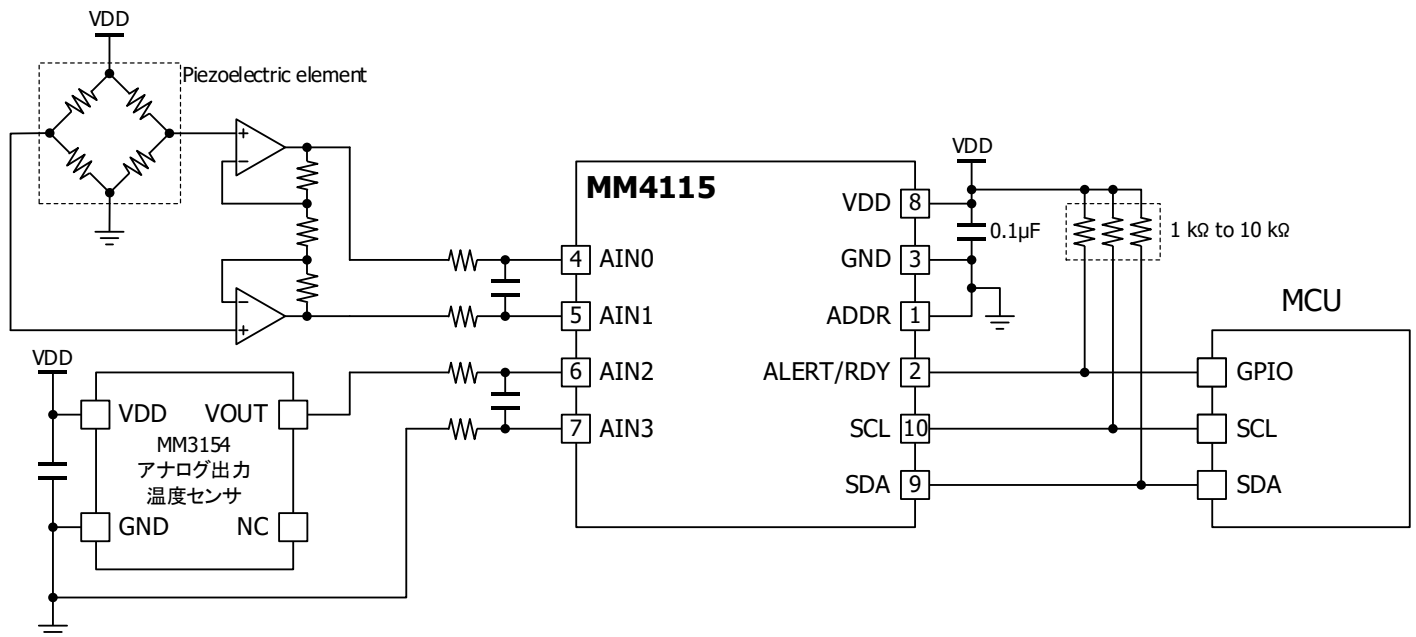 VDD
Piezoelectric element
+
−
−
+
VDD
VDD
VOUT
MM3154
アナログ出力
温度センサ
GND
NC
MM4115
4 AIN0
5 AIN1
6 AIN2
7 AIN3
VDD 8
GND 3
ADDR 1
ALERT/RDY 2
SCL 10
SDA 9
VDD
0.1µF
1 kΩ to 10 kΩ
MCU
GPIO
SCL
SDA